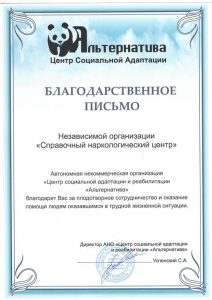 Альтернатива
Центр Социальной Адаптации
БЛАГОДАРСТВЕННОЕ
ПИСЬМО
Независимой организации
«Справочный наркологический центр»
Автономная некоммерческая организация
«Центр социальной адаптации и реабилитации
«Альтернатива»
благодарит Вас за плодотворное сотрудничество и оказание
помощи людям оказавшимся в трудной жизненной ситуации.
Директор АНО «Центр социальной адаптации
и реабилитации «Альтернатива»
Успенский С.А.